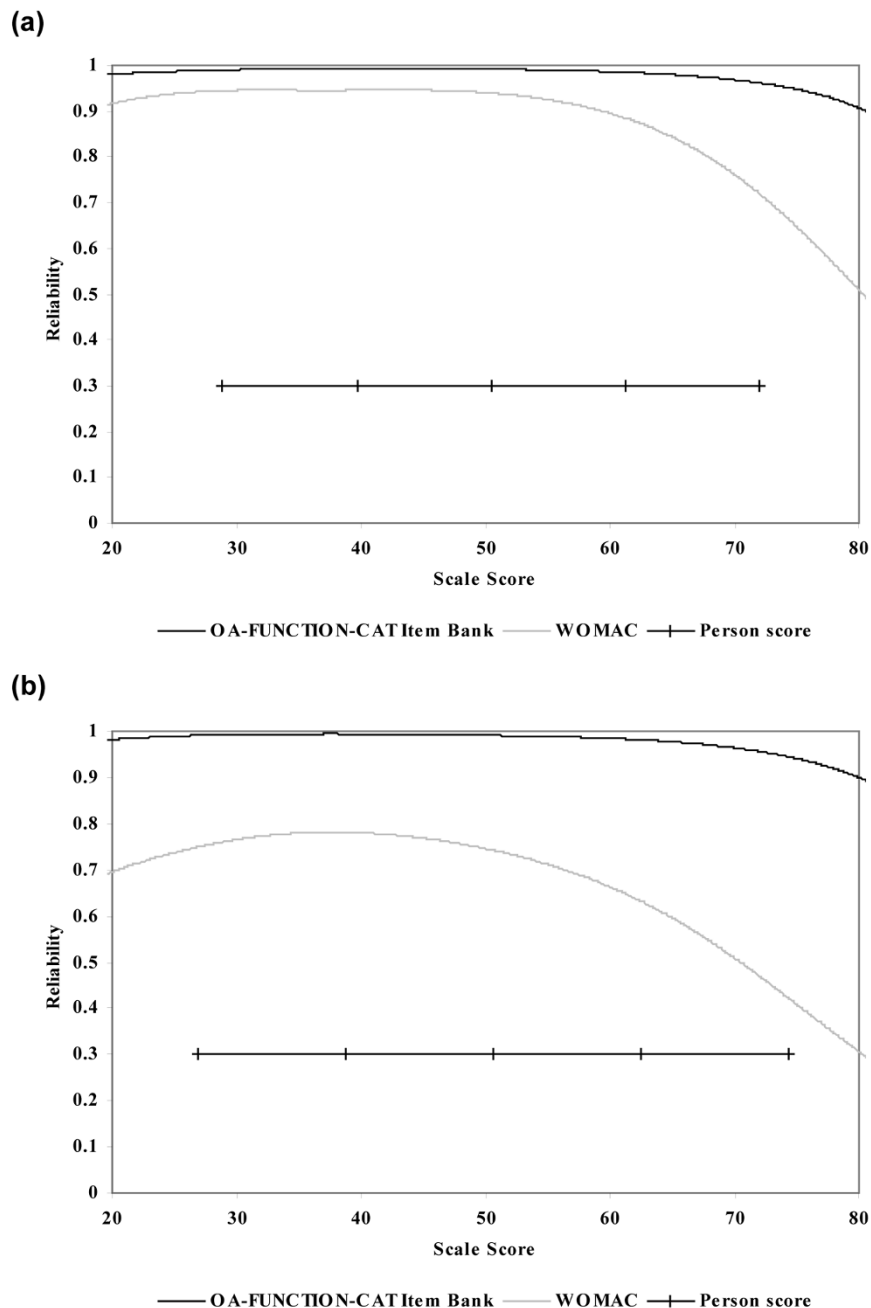 (a)
1
0.9
0.8
0.7
0.6
0.5
0.4
0.3
0.2
0.1
0
Reliability
20 30 40 50 60 70 80
Scale Score
OA-FUNCTION-CAT Item Bank WOMAC Person score
(b)
1
0.9
0.8
0.7
0.6
0.5
0.4
0.3
0.2
0.1
0
Reliability
20 30 40 50 60 70 80
Scale Score
OA-FUNCTION-CAT Item Bank WOMAC Person score